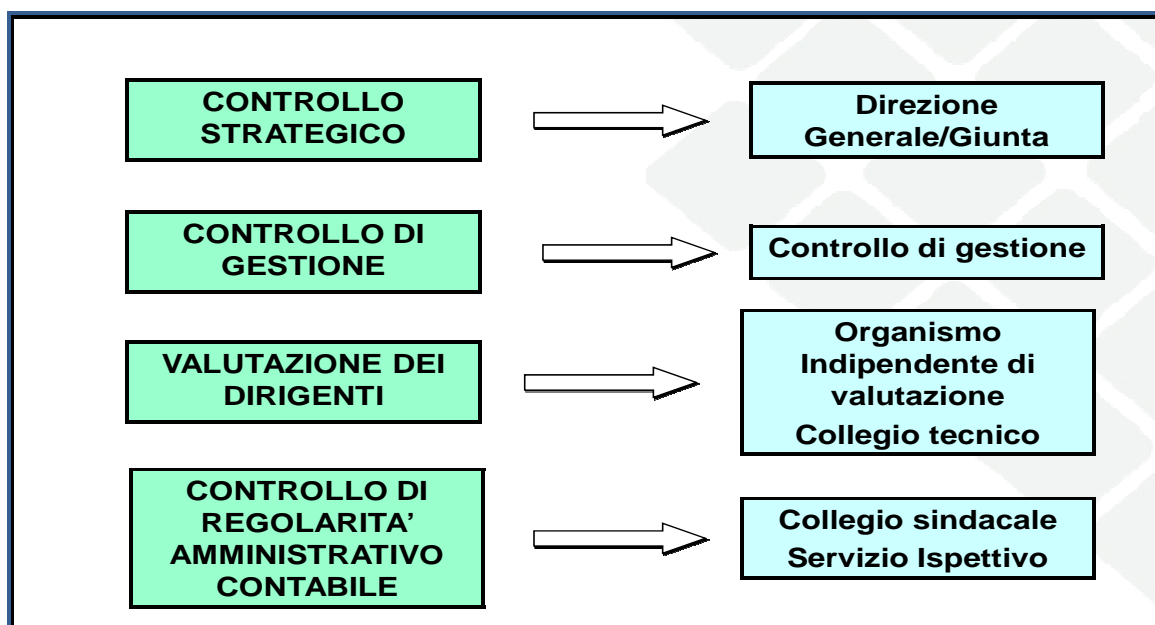 CONTROLLO
STRATEGICO
Direzione
Generale/Giunta
CONTROLLO DI
GESTIONE
Controllo di gestione
VALUTAZIONE DEI
DIRIGENTI
Organismo
Indipendente di
valutazione
Collegio tecnico
CONTROLLO DI
REGOLARITA’
AMMINISTRATIVO
CONTABILE
Collegio sindacale
Servizio Ispettivo